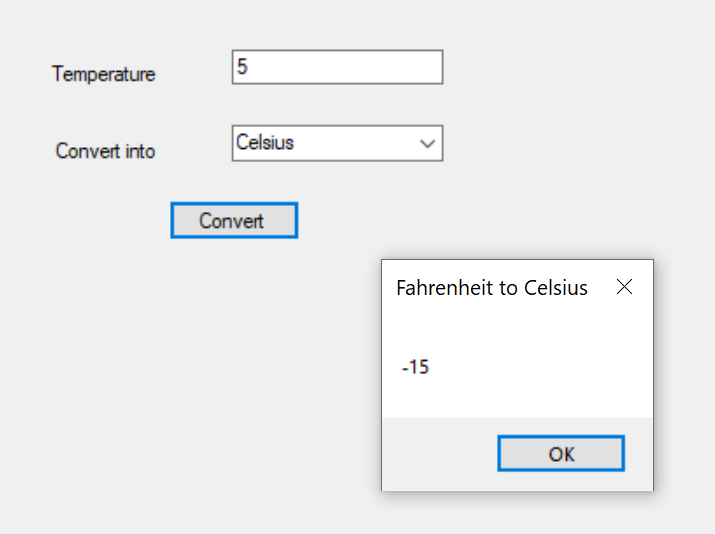 Temperature 5
Convert into Celsius
Convert
Fahrenheit to Celsius
-15
OK